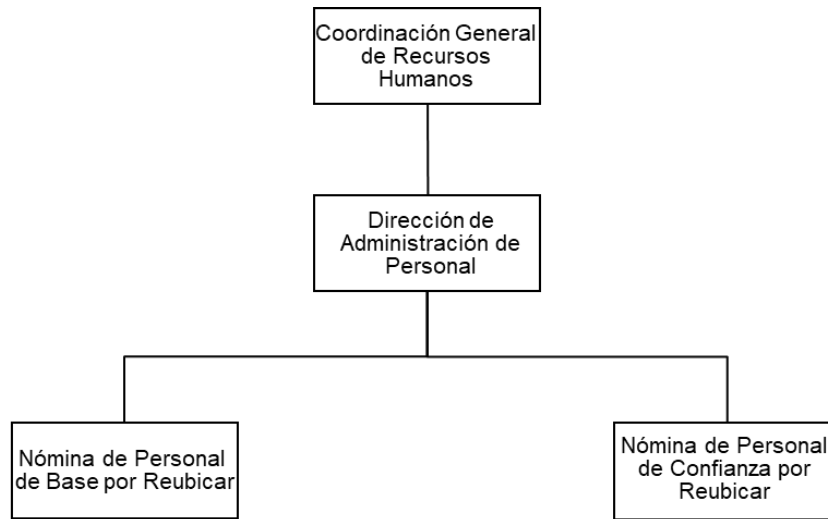 Coordinación General
de Recursos
Humanos
Dirección de
Administración de
Personal
Nómina de Personal
de Base por Reubicar
Nómina de Personal
de Confianza por
Reubicar